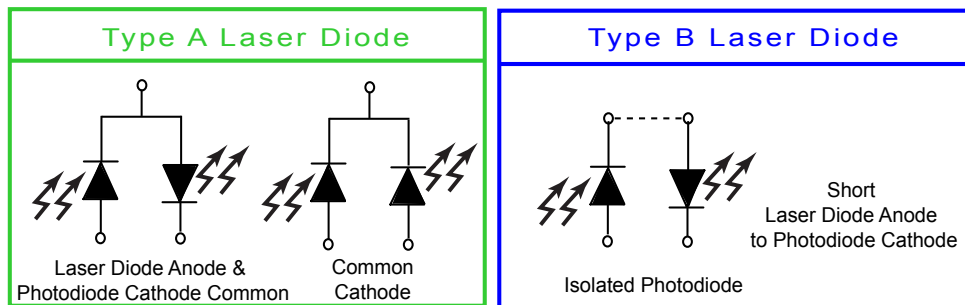 Type A Laser Diode
Laser Diode Anode &
Photodiode Cathode Common
Common
Cathode
Type B Laser Diode
Isolated Photodiode
Short
Laser Diode Anode
to Photodiode Cathode